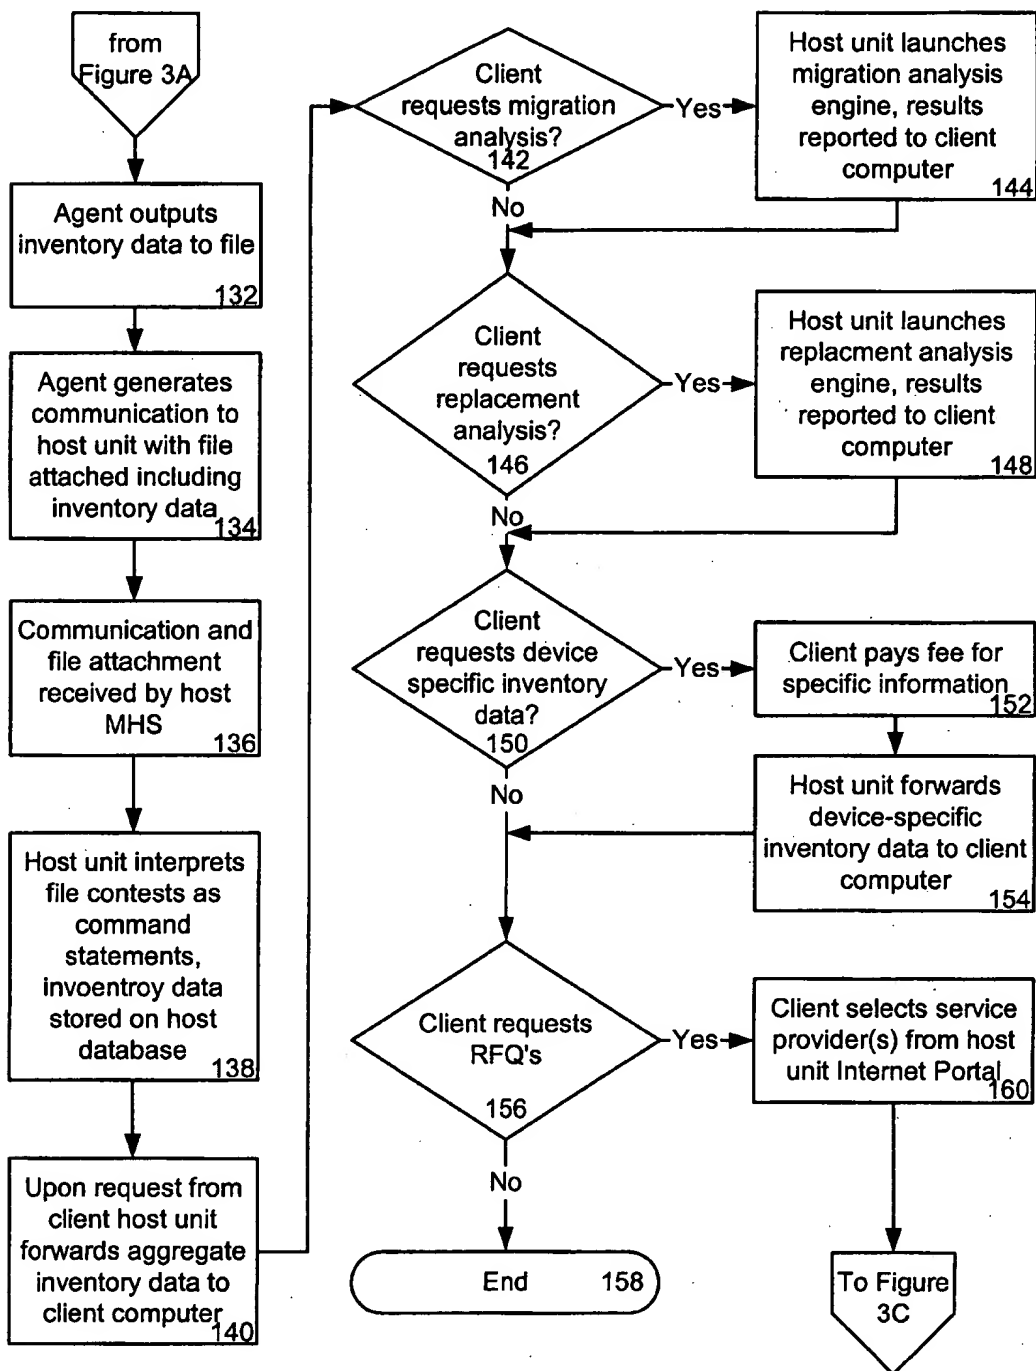 from
Figure 3A
Agent outputs
inventory data to file
132
Agent generates
communication to
host unit with file
attached including
inventory data
134
Communication and
file attachment
received by host
MHS
136
Host unit interprets
file contests as
command
statements,
invoentroy data
stored on host
database
138
Upon request from
client host unit
forwards aggregate
inventory data to
client computer
140
Client
requests migration
analysis?
142
Yes
No
Host unit launches
migration analysis
engine, results
reported to client
computer
144
Client
requests
replacement
analysis?
146
Yes
No
Host unit launches
replacment analysis
engine, results
reported to client
computer
148
Client
requests device
specific inventory
data?
150
Yes
No
Client pays fee for
specific information
152
Host unit forwards
device-specific
inventory data to client
computer
154
Client requests
RFQ's
156
Yes
No
Client selects service
provider(s) from host
unit Internet Portal
160
End
158
To Figure
3C